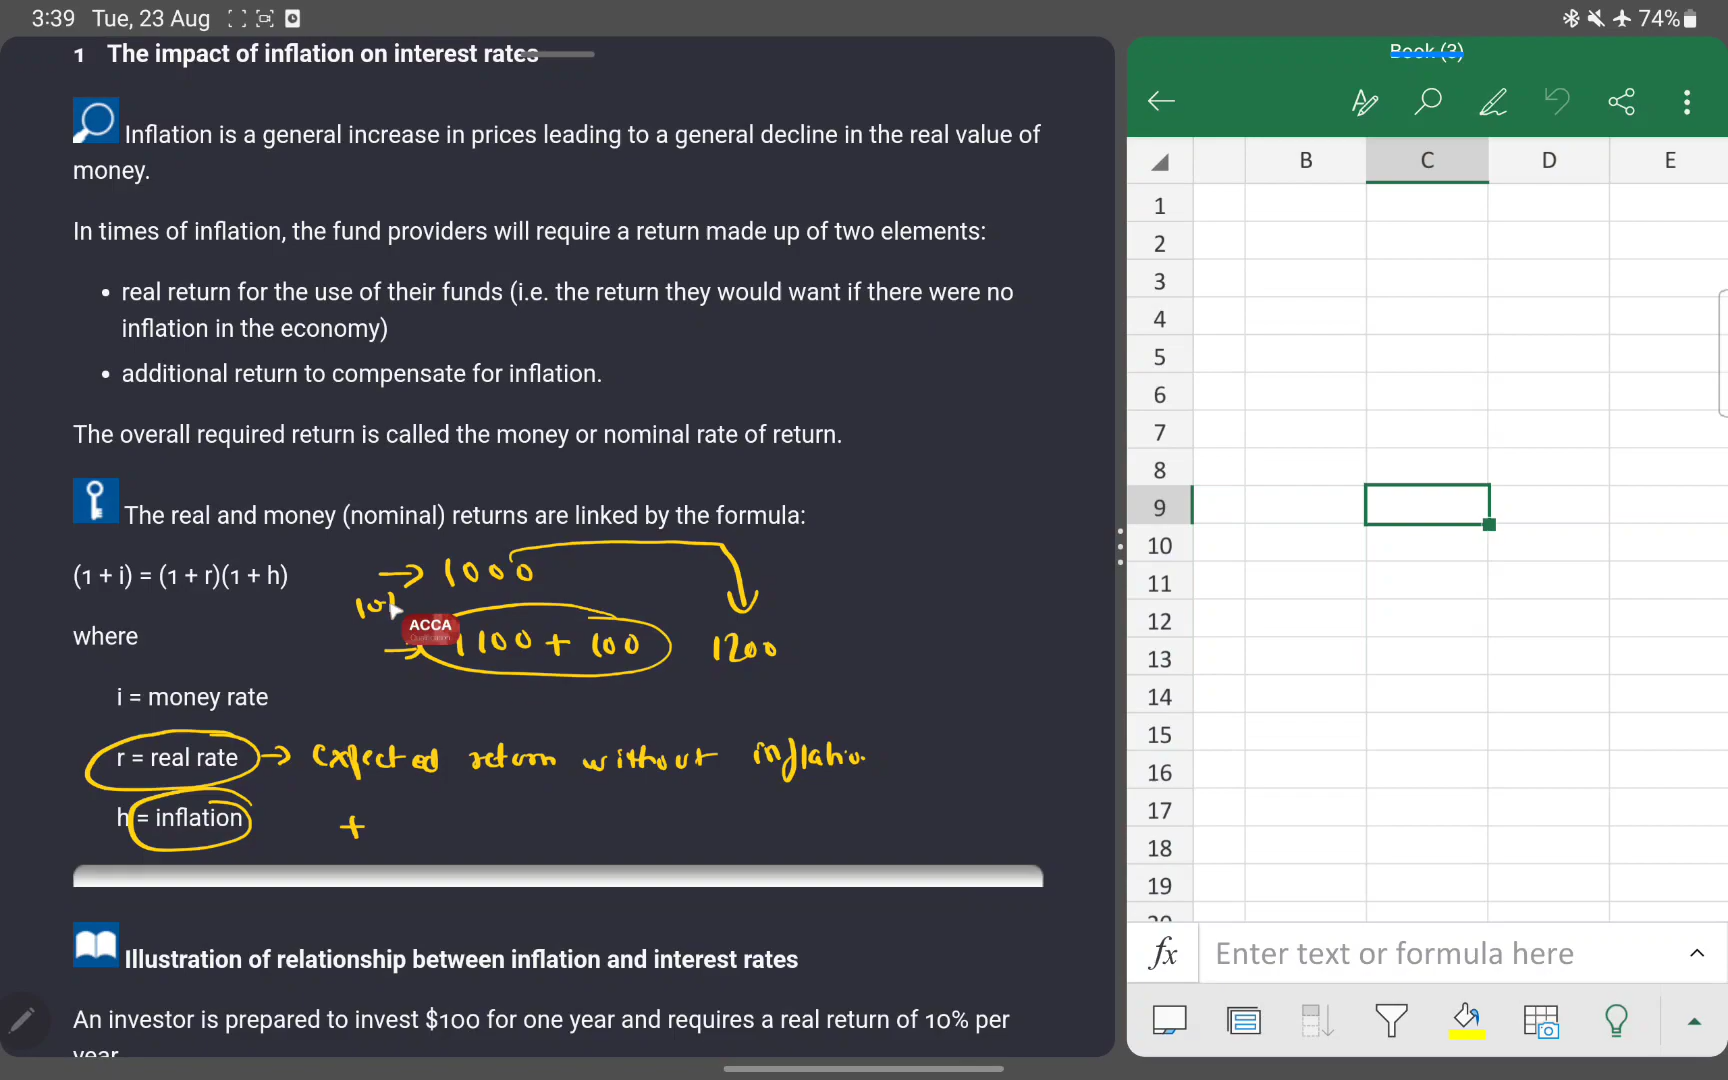 3:39 Tue, 23 Aug 74%
1 The impact of inflation on interest rates
Inflation is a general increase in prices leading to a general decline in the real value of
money.
In times of inflation, the fund providers will require a return made up of two elements:
• real return for the use of their funds (i.e. the return they would want if there were no
inflation in the economy)
• additional return to compensate for inflation.
The overall required return is called the money or nominal rate of return.
The real and money (nominal) returns are linked by the formula:
(1 + i) = (1 + r)(1 + h)
→ 1000
ACCA
where
→ 1100 + 100 1200
i = money rate
r = real rate → expected return without inflatio.
h = inflation +
Illustration of relationship between inflation and interest rates
An investor is prepared to invest $100 for one year and requires a real return of 10% per
year
Book (3)
B C D E
1
2
3
4
5
6
7
8
9
10
11
12
13
14
15
16
17
18
19
20
fx Enter text or formula here